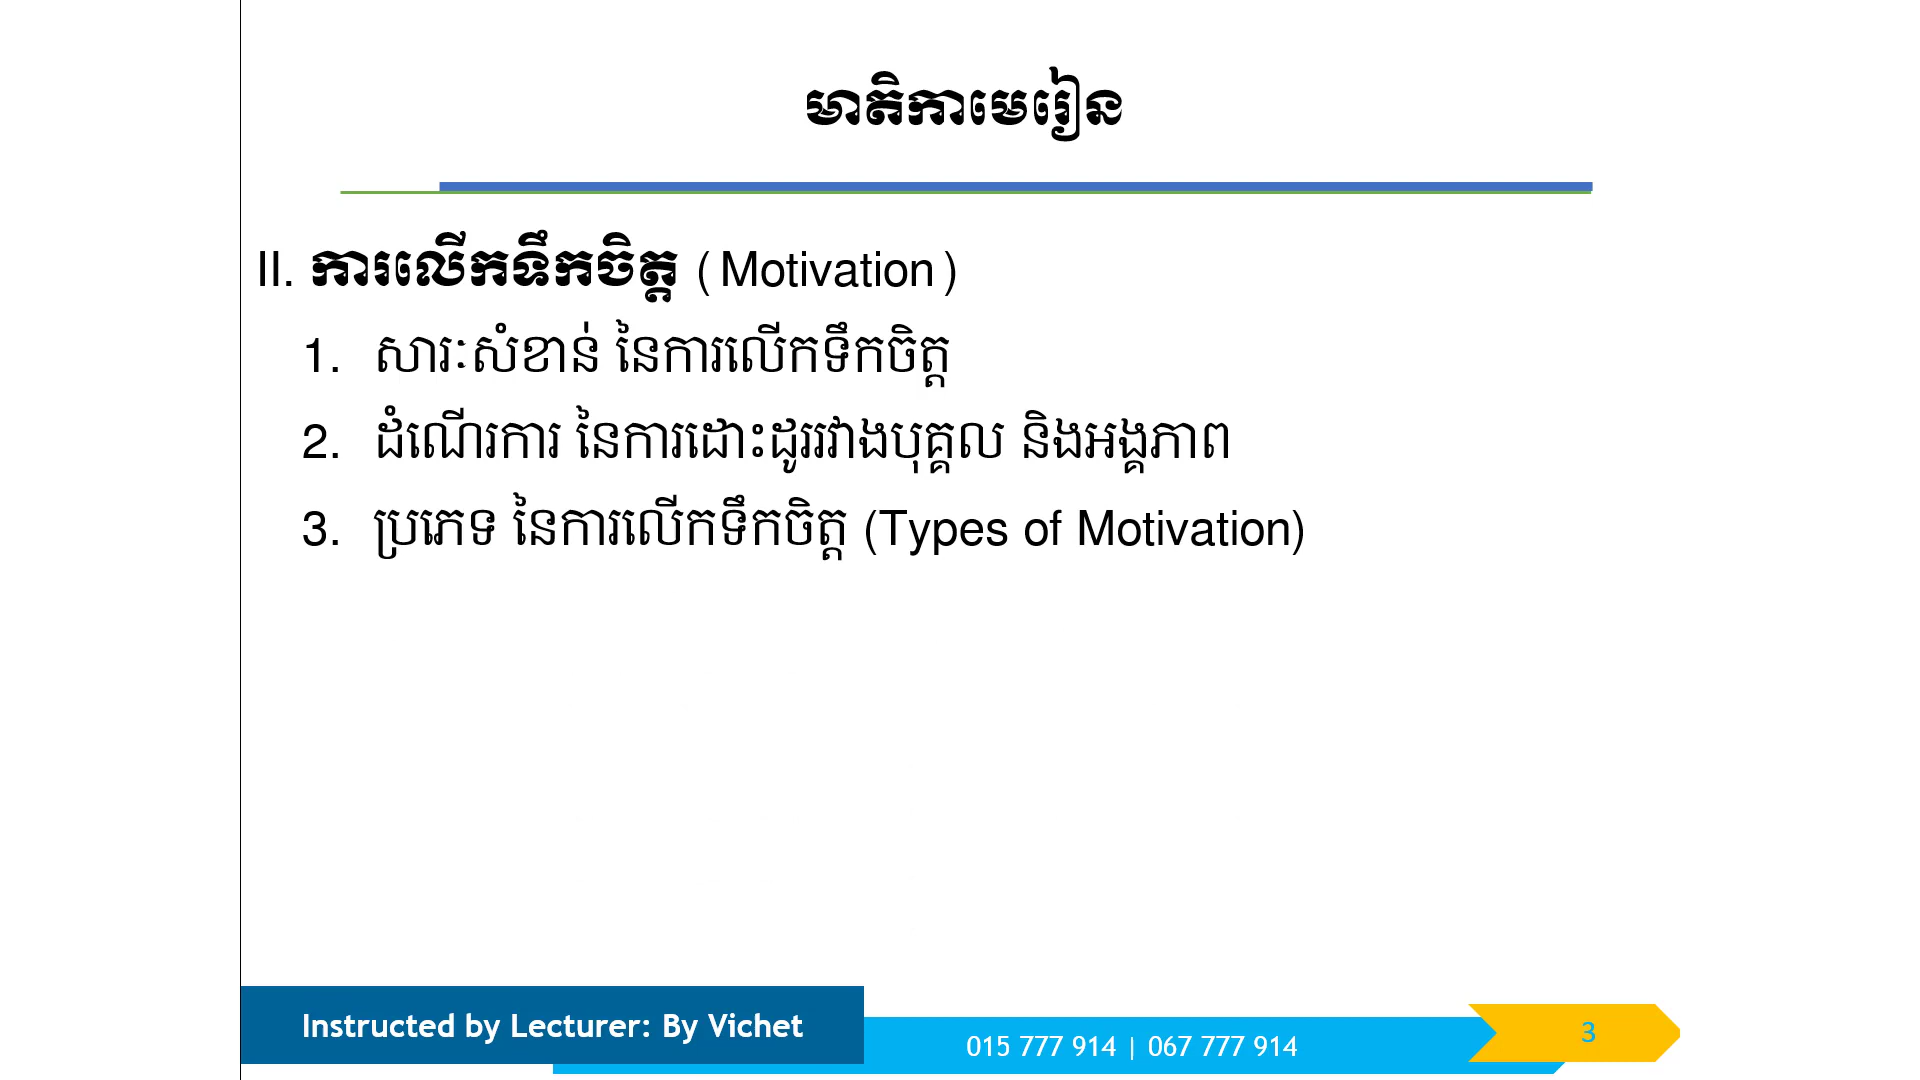 មាតិកាមេរៀន
II. ការលើកទឹកចិត្ត (Motivation)
1. សារៈសំខាន់ នៃការលើកទឹកចិត្ត
2. ដំណើរការ នៃការដោះដូររវាងបុគ្គល និងអង្គភាព
3. ប្រភេទ នៃការលើកទឹកចិត្ត (Types of Motivation)
Instructed by Lecturer: By Vichet
015 777 914 | 067 777 914
3